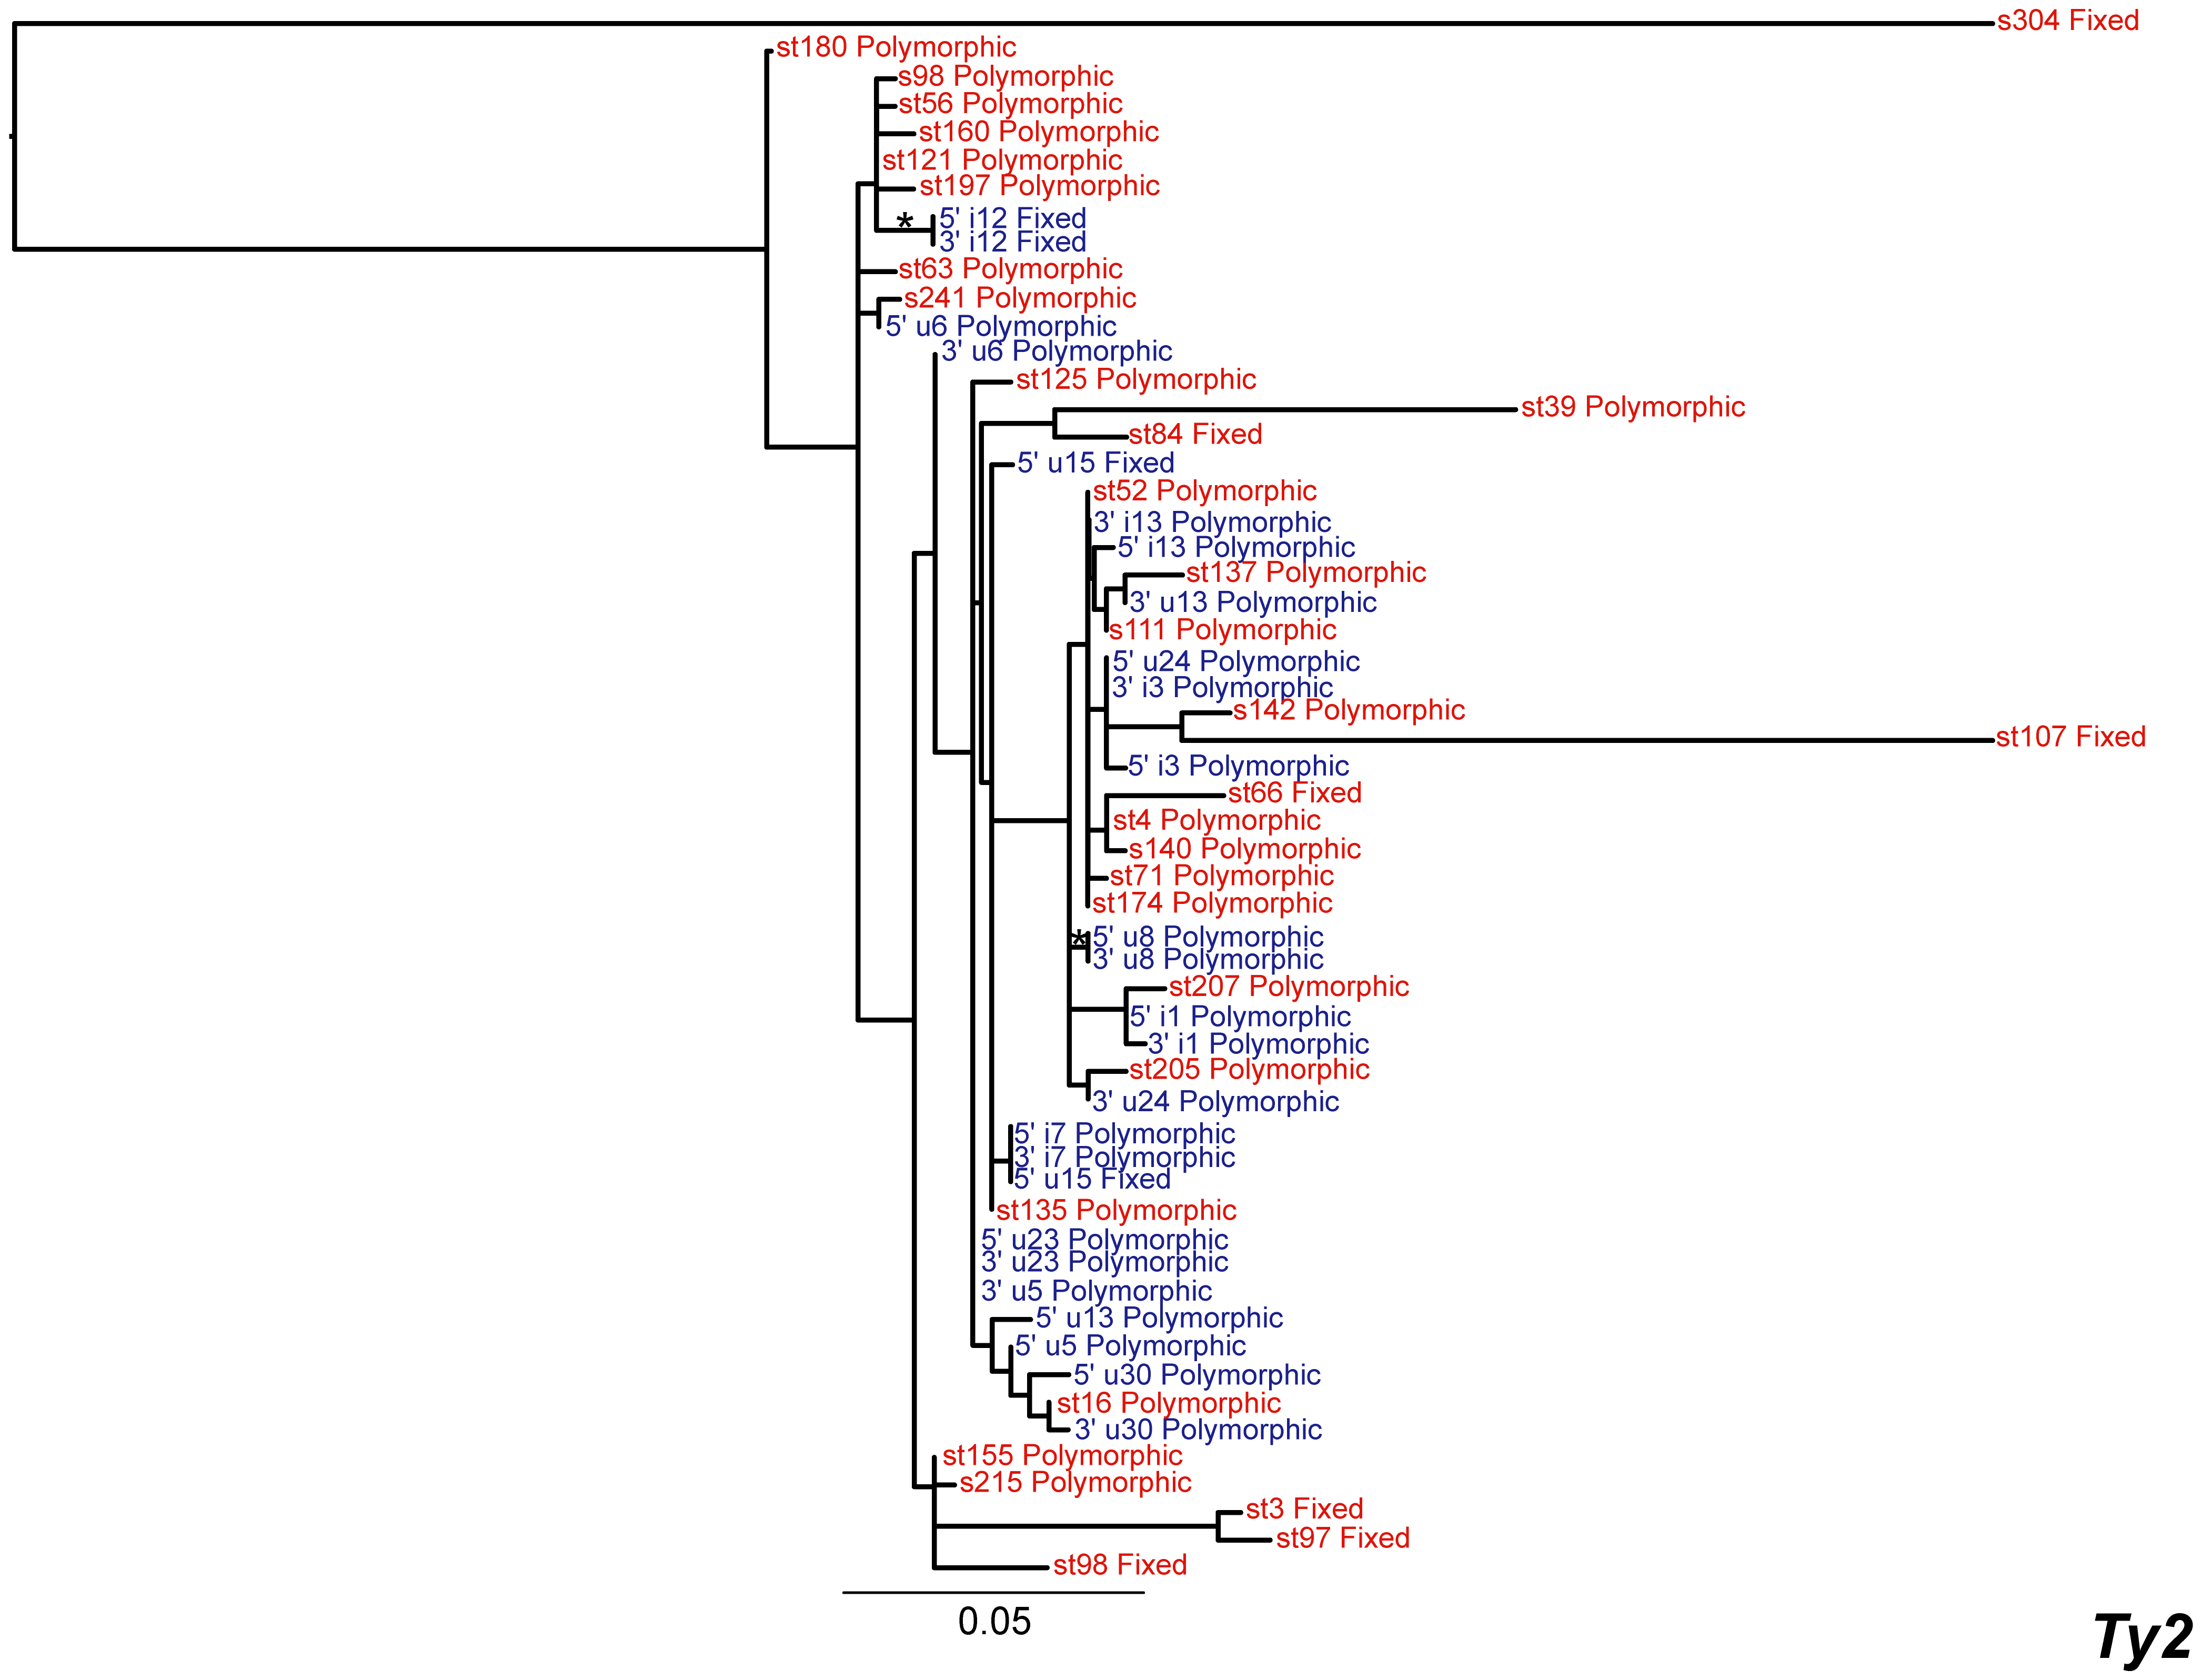 s304 Fixed
st180 Polymorphic
s98 Polymorphic
st56 Polymorphic
st160 Polymorphic
st121 Polymorphic
st197 Polymorphic
*
5' i12 Fixed
3' i12 Fixed
st63 Polymorphic
s241 Polymorphic
5' u6 Polymorphic
3' u6 Polymorphic
st125 Polymorphic
st39 Polymorphic
st84 Fixed
5' u15 Fixed
st52 Polymorphic
3' i13 Polymorphic
5' i13 Polymorphic
st137 Polymorphic
3' u13 Polymorphic
s111 Polymorphic
5' u24 Polymorphic
3' i3 Polymorphic
s142 Polymorphic
st107 Fixed
5' i3 Polymorphic
st66 Fixed
st4 Polymorphic
s140 Polymorphic
st71 Polymorphic
st174 Polymorphic
*
5' u8 Polymorphic
3' u8 Polymorphic
st207 Polymorphic
5' i1 Polymorphic
3' i1 Polymorphic
st205 Polymorphic
3' u24 Polymorphic
5' i7 Polymorphic
3' i7 Polymorphic
5' u15 Fixed
st135 Polymorphic
5' u23 Polymorphic
3' u23 Polymorphic
3' u5 Polymorphic
5' u13 Polymorphic
5' u5 Polymorphic
5' u30 Polymorphic
st16 Polymorphic
3' u30 Polymorphic
st155 Polymorphic
s215 Polymorphic
st3 Fixed
st97 Fixed
st98 Fixed
0.05
Ty2